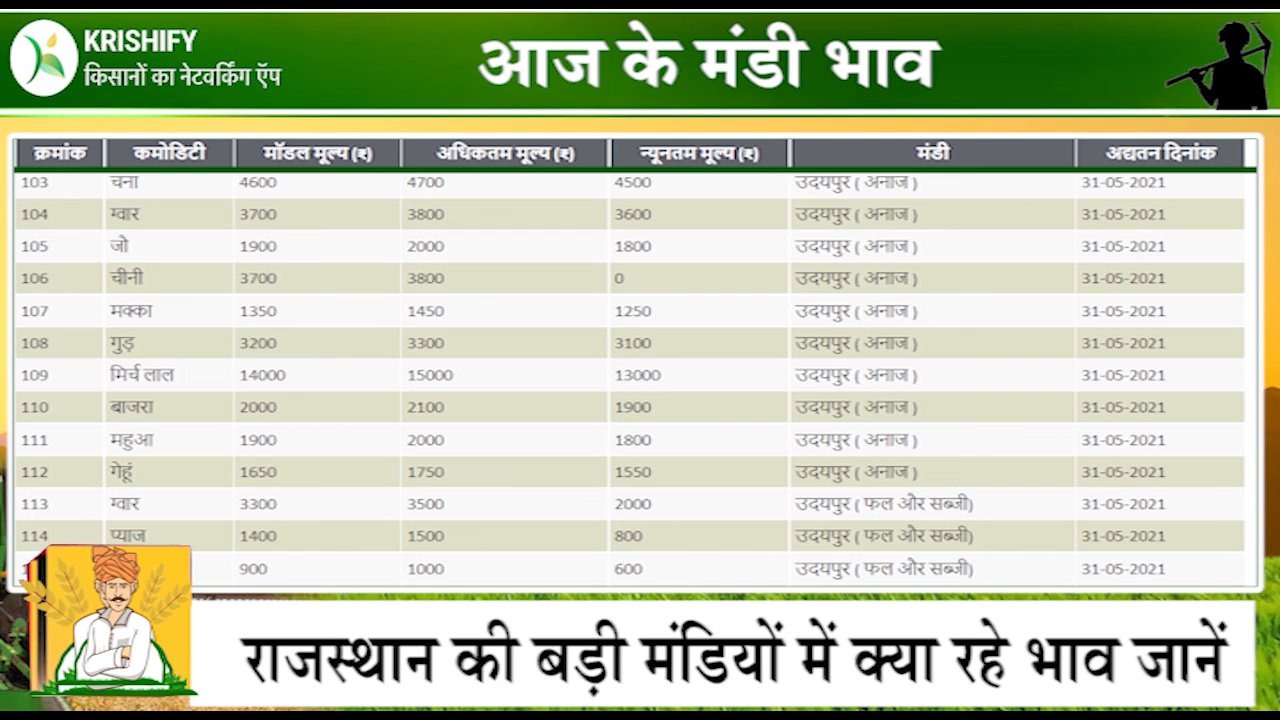 KRISHIFY
किसानों का नेटवर्किंग ऍप
आज के मंडी भाव
क्रमांक कमोडिटी मॉडल मूल्य (₹) अधिकतम मूल्य (₹) न्यूनतम मूल्य (₹) मंडी अद्यतन दिनांक
103 चना 4600 4700 4500 उदयपुर ( अनाज ) 31-05-2021
104 ग्वार 3700 3800 3600 उदयपुर ( अनाज ) 31-05-2021
105 जो 1900 2000 1800 उदयपुर ( अनाज ) 31-05-2021
106 चीनी 3700 3800 0 उदयपुर ( अनाज ) 31-05-2021
107 मक्का 1350 1450 1250 उदयपुर ( अनाज ) 31-05-2021
108 गुड़ 3200 3300 3100 उदयपुर ( अनाज ) 31-05-2021
109 मिर्च लाल 14000 15000 13000 उदयपुर ( अनाज ) 31-05-2021
110 बाजरा 2000 2100 1900 उदयपुर ( अनाज ) 31-05-2021
111 महुआ 1900 2000 1800 उदयपुर ( अनाज ) 31-05-2021
112 गेहूं 1650 1750 1550 उदयपुर ( अनाज ) 31-05-2021
113 ग्वार 3300 3500 2000 उदयपुर ( फल और सब्जी) 31-05-2021
114 प्याज 1400 1500 800 उदयपुर ( फल और सब्जी) 31-05-2021
900 1000 600 उदयपुर ( फल और सब्जी) 31-05-2021
राजस्थान की बड़ी मंडियों में क्या रहे भाव जानें